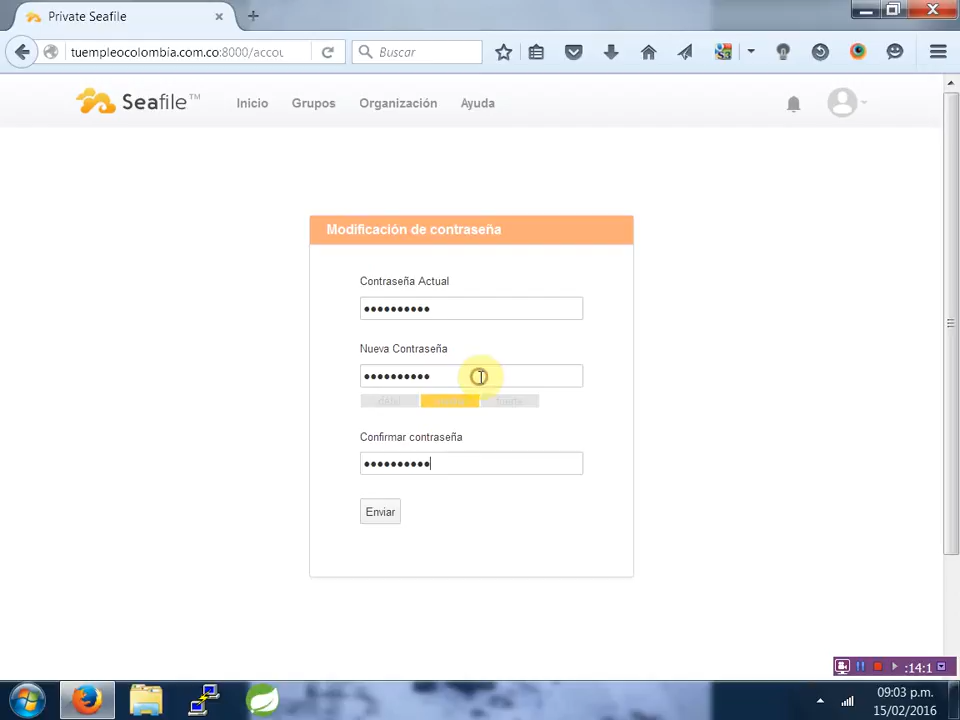 Private Seafile
tuempleocolombia.com.co:8000/accou
Buscar
Seafile™
Inicio
Grupos
Organización
Ayuda
Modificación de contraseña
Contraseña Actual
Nueva Contraseña
fuerte
Confirmar contraseña
Enviar
:14:1
09:03 p.m.
15/02/2016